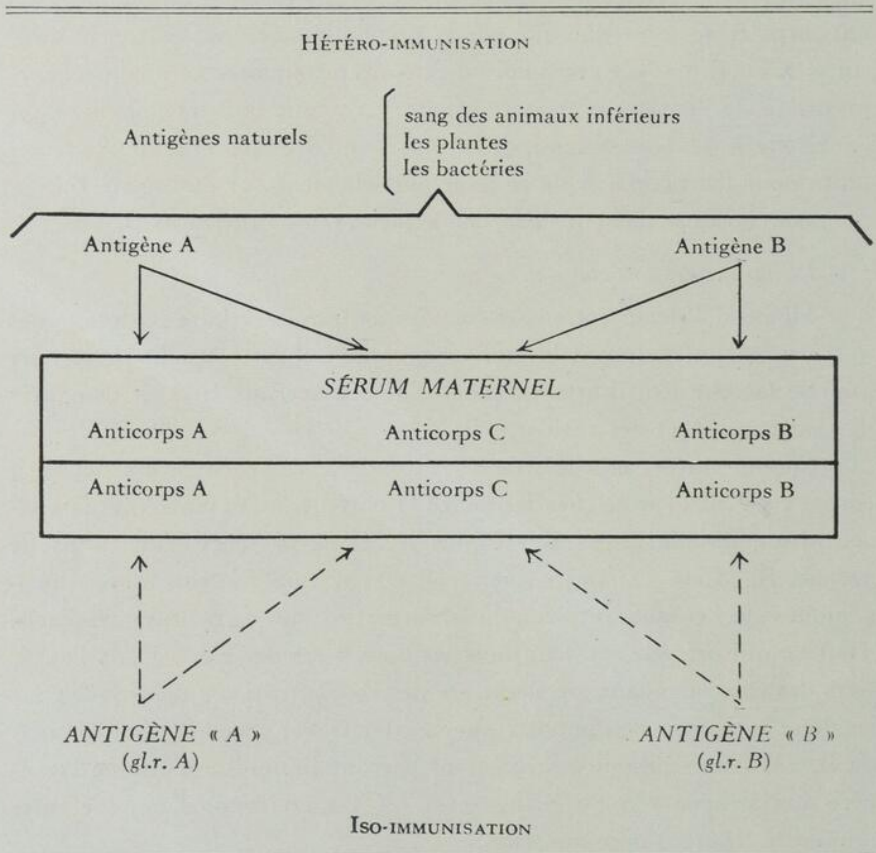 HÉTÉRO-IMMUNISATION
Antigènes naturels
sang des animaux inférieurs
les plantes
les bactéries
Antigène A Antigène B
SÉRUM MATERNEL
Anticorps A Anticorps C Anticorps B
Anticorps A Anticorps C Anticorps B
ANTIGÈNE « A » ANTIGÈNE « B »
(gl.r. A) (gl.r. B)
ISO-IMMUNISATION